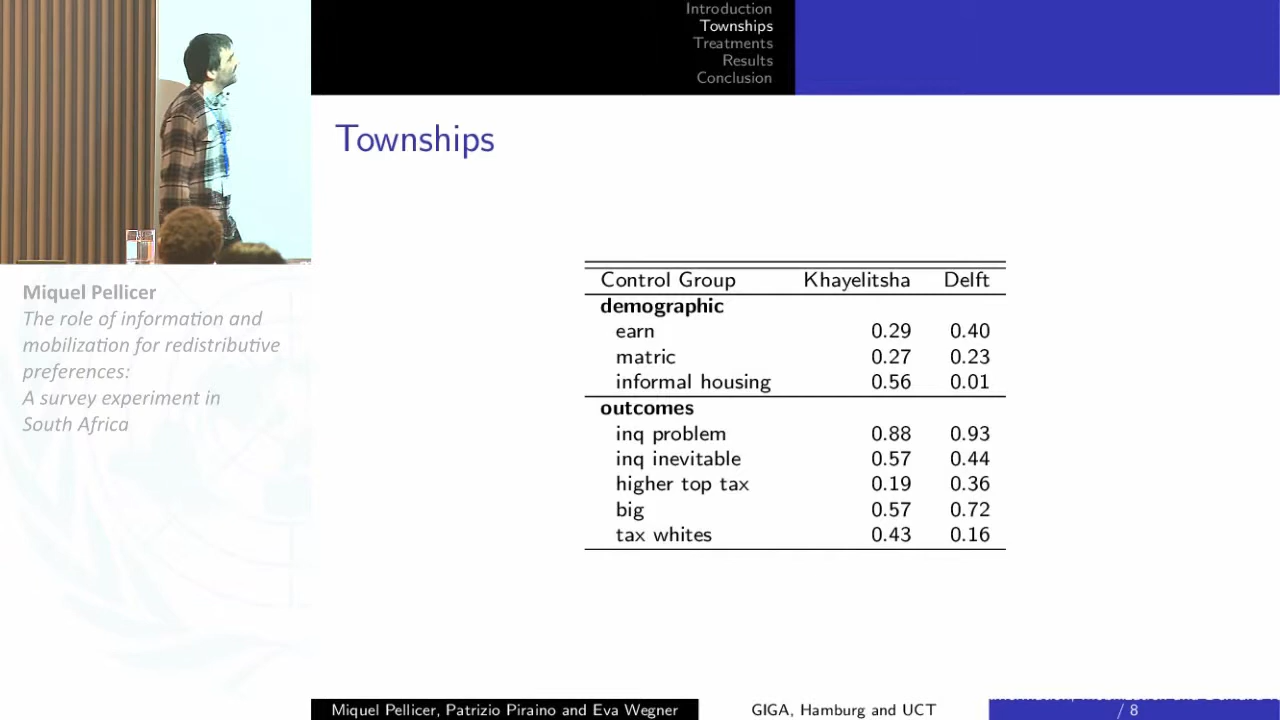 Introduction
Townships
Treatments
Results
Conclusion
Townships
Miquel Pellicer
The role of information and
mobilization for redistributive
preferences:
A survey experiment in
South Africa
Control Group Khayelitsha Delft
demographic
earn 0.29 0.40
matric 0.27 0.23
informal housing 0.56 0.01
outcomes
inq problem 0.88 0.93
inq inevitable 0.57 0.44
higher top tax 0.19 0.36
big 0.57 0.72
tax whites 0.43 0.16
Miquel Pellicer, Patrizio Piraino and Eva Wegner GIGA, Hamburg and UCT / 8